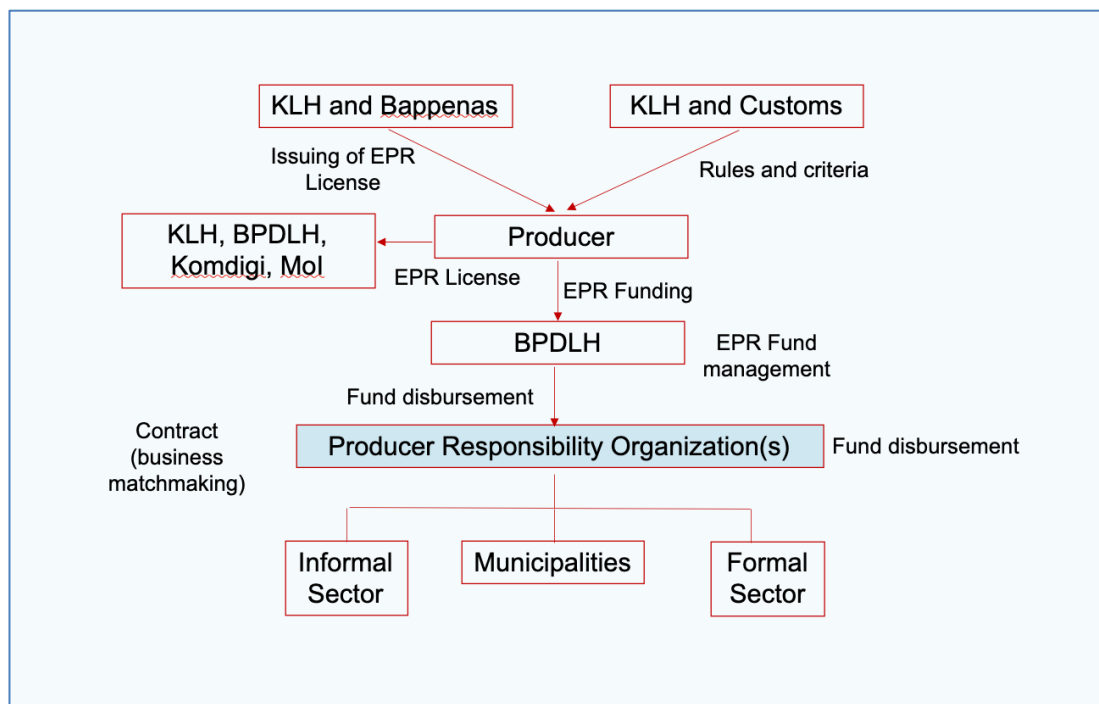 KLH and Bappenas
KLH and Customs
Issuing of EPR
License
Rules and criteria
KLH, BPDLH,
Komdigi, MoI
Producer
EPR License
EPR Funding
BPDLH
EPR Fund
management
Fund disbursement
Contract
(business
matchmaking)
Producer Responsibility Organization(s)
Fund disbursement
Informal
Sector
Municipalities
Formal
Sector